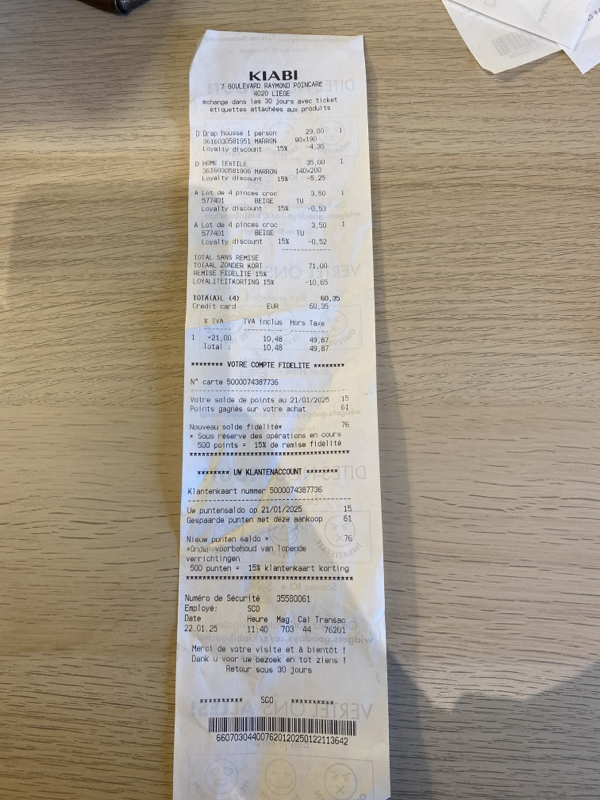 KIABI
7 BOULEVARD RAYMOND POINCARE
4020 LIEGE
échange dans les 30 jours avec ticket
étiquettes attachées aux produits
D Drap housse 1 person 29,00 1
3616030581951 MARRON 90x190
Loyalty discount 15% -4,35
D HOME TEXTILE 35,00 1
3616030581906 MARRON 140x200
Loyalty discount 15% -5,25
A Lot de 4 pinces croc 3,50 1
577401 BEIGE TU
Loyalty discount 15% -0,53
A Lot de 4 pinces croc 3,50 1
577401 BEIGE TU
Loyalty discount 15% -0,52
TOTAL SANS REMISE
TOTAAL ZONDER KORT 71,00
REMISE FIDELITE 15%
LOYALITEITKORTING 15% -10,65
TOTA(A)L (4) 60,35
Credit card EUR 60,35
% TVA TVA Inclus Hors Taxe
1 =21,00 10,48 49,87
Total : 10,48 49,87
******** VOTRE COMPTE FIDELITE ********
N° carte 5000074387736
Votre solde de points au 21/01/2025 15
Points gagnés sur votre achat 61
Nouveau solde fidélité* 76
* Sous réserve des opérations en cours
500 points = 15% de remise fidélité
************************************
******** UW KLANTENACCOUNT ********
Klantenkaart nummer 5000074387736
Uw puntensaldo op 21/01/2025 15
Gespaarde punten met deze aankoop 61
Nieuw punten saldo * 76
*Onder voorbehoud van lopende
verrichtingen
500 punten = 15% klantenkaart korting
************************************
Numéro de Sécurité 35580061
Employé: SCO
Date Heure Mag. Cai Transac
22.01.25 11:40 703 44 76201
Merci de votre visite et à bientôt !
Dank u voor uw bezoek en tot ziens !
Retour sous 30 jours
********** SCO **********
660703044007620120250122113642